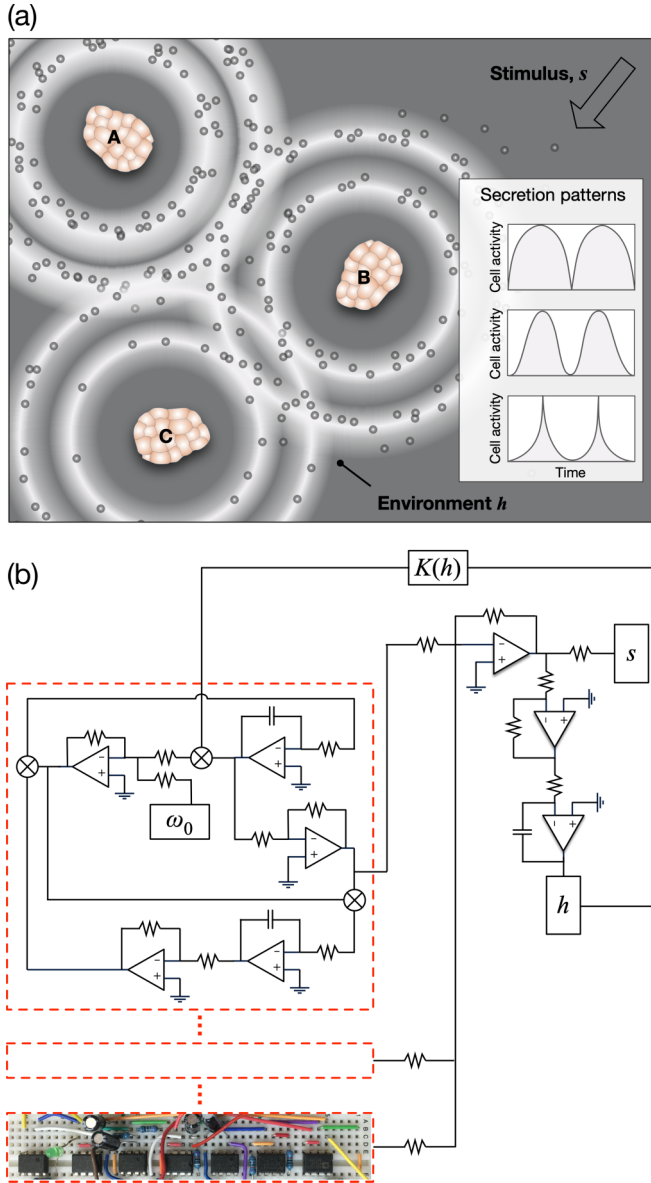 (a)
A
Stimulus, s
Secretion patterns
Cell activity
B
Cell activity
C
Cell activity
Time
Environment h
(b)
K(h)
−
+
s
−
+
−
+
−
+
ω₀
−
+
−
+
h
−
+
−
+